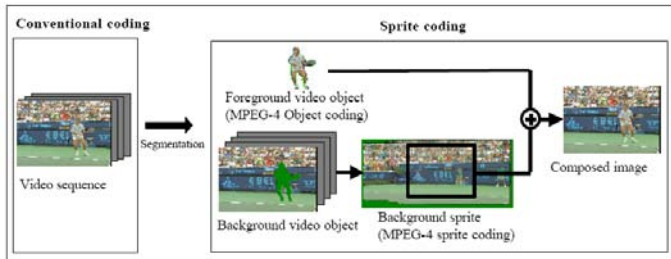 Conventional coding
Sprite coding
Foreground video object
(MPEG-4 Object coding)
Segmentation
Video sequence
Background video object
Background sprite
(MPEG-4 sprite coding)
Composed image